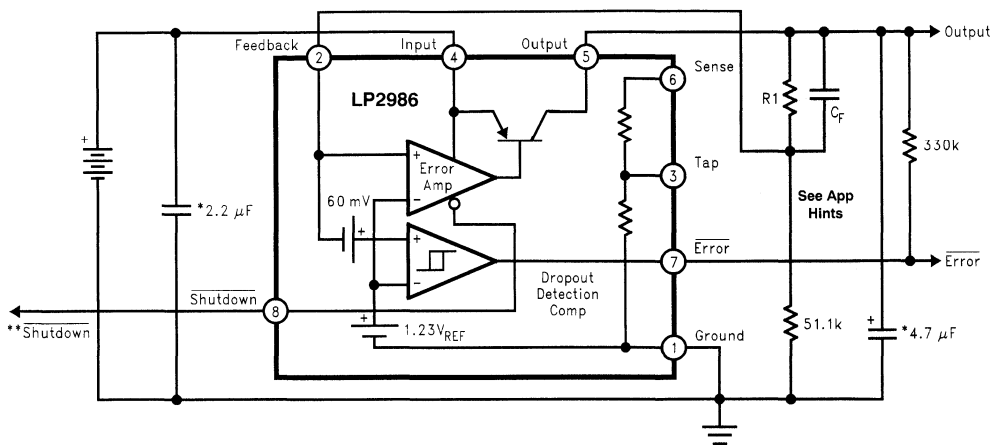 Feedback
2
Input
4
Output
5
Output
Sense
6
LP2986
R1
C_F
330k
+
Error
Amp
−
Tap
3
60 mV
+
*2.2 μF
See App
Hints
+
+
−
Error
7
Error
Dropout
Detection
Comp
Shutdown
8
**Shutdown
+
1.23V_REF
Ground
1
51.1k
+
*4.7 μF